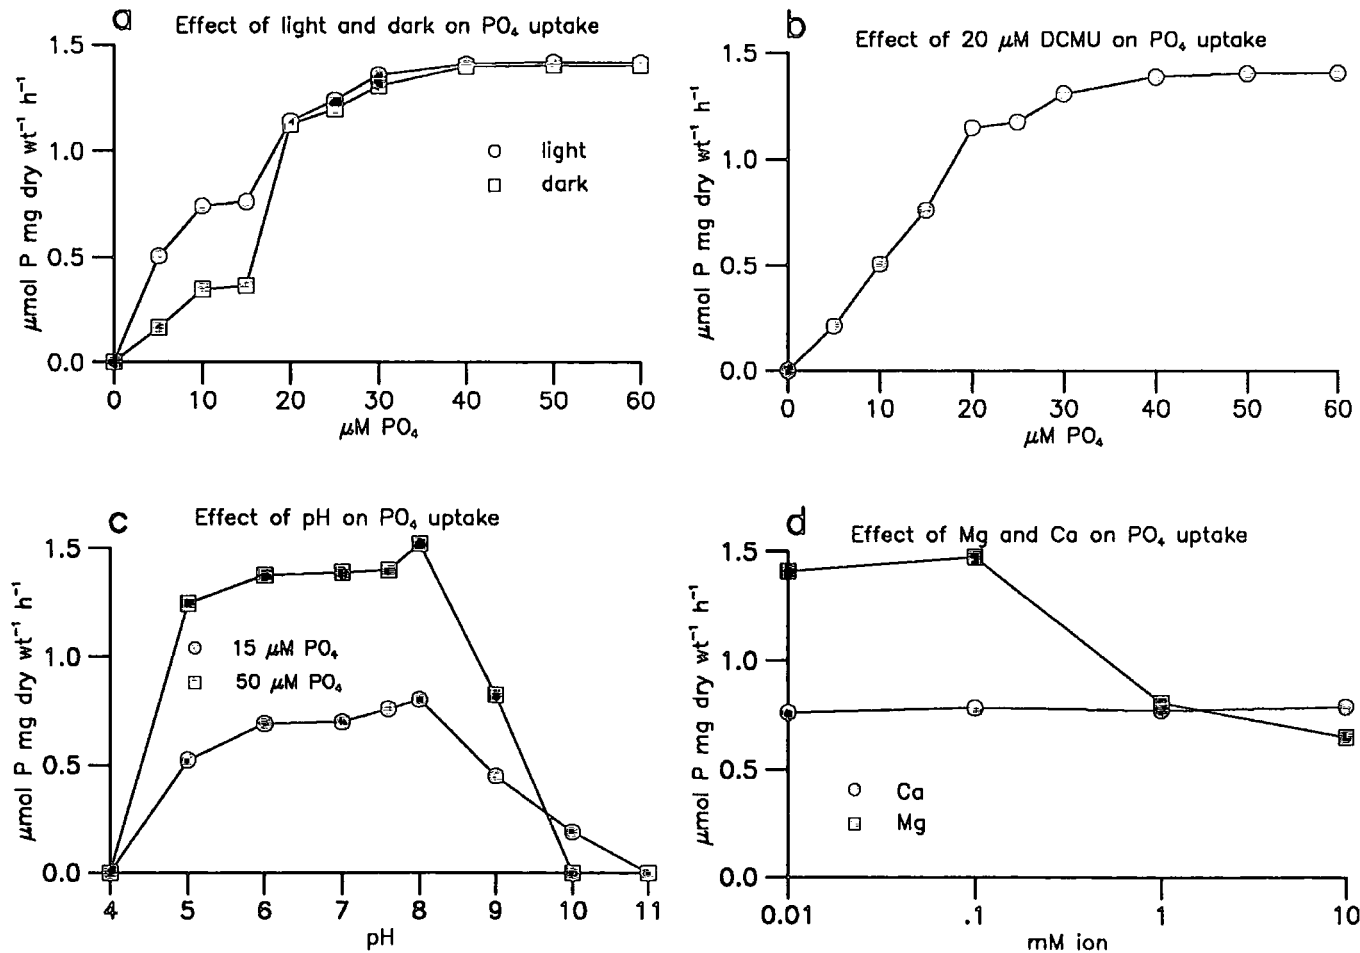 a Effect of light and dark on PO₄ uptake
1.5
1.0
0.5
0.0
μmol P mg dry wt⁻¹ h⁻¹
light
dark
0 10 20 30 40 50 60
μM PO₄
b Effect of 20 μM DCMU on PO₄ uptake
1.5
1.0
0.5
0.0
μmol P mg dry wt⁻¹ h⁻¹
0 10 20 30 40 50 60
μM PO₄
c Effect of pH on PO₄ uptake
1.5
1.0
0.5
0.0
μmol P mg dry wt⁻¹ h⁻¹
15 μM PO₄
50 μM PO₄
4 5 6 7 8 9 10 11
pH
d Effect of Mg and Ca on PO₄ uptake
1.5
1.0
0.5
0.0
μmol P mg dry wt⁻¹ h⁻¹
Ca
Mg
0.01 .1 1 10
mM ion